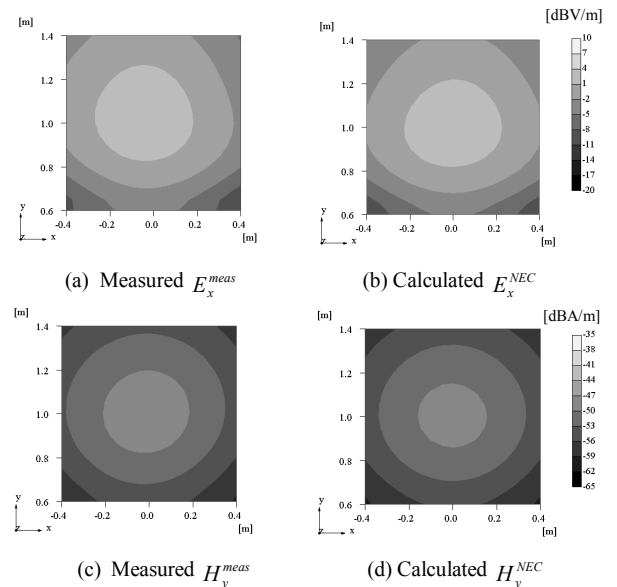 [m] [m] [dBV/m]
1.4 1.4 10
7
1.2 1.2 4
1
-2
1.0 1.0 -5
-8
0.8 0.8 -11
-14
-17
y 0.6 y 0.6 -20
z x -0.4 -0.2 0.0 0.2 0.4 z x -0.4 -0.2 0.0 0.2 0.4
[m] [m]
(a) Measured E_x^{meas} (b) Calculated E_x^{NEC}
[m] [m] [dBA/m]
1.4 1.4 -35
-38
1.2 1.2 -41
-44
-47
1.0 1.0 -50
-53
0.8 0.8 -56
-59
-62
y 0.6 y 0.6 -65
z x -0.4 -0.2 0.0 0.2 0.4 z x -0.4 -0.2 0.0 0.2 0.4
[m] [m]
(c) Measured H_y^{meas} (d) Calculated H_y^{NEC}